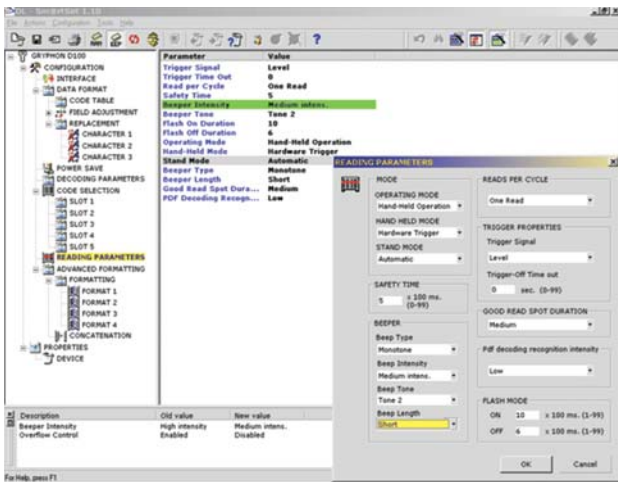 DL - SocketSet 1.10
File Actions Configuration Tools Help
GRYPHON D100
CONFIGURATION
INTERFACE
DATA FORMAT
CODE TABLE
FIELD ADJUSTMENT
REPLACEMENT
CHARACTER 1
CHARACTER 2
CHARACTER 3
POWER SAVE
DECODING PARAMETERS
CODE SELECTION
SLOT 1
SLOT 2
SLOT 3
SLOT 4
SLOT 5
READING PARAMETERS
ADVANCED FORMATTING
FORMATTING
FORMAT 1
FORMAT 2
FORMAT 3
FORMAT 4
CONCATENATION
PROPERTIES
DEVICE
Parameter Value
Trigger Signal Level
Trigger Time Out 0
Read per Cycle One Read
Safety Time 5
Beeper Intensity Medium intens.
Beeper Tone Tone 2
Flash On Duration 10
Flash Off Duration 6
Operating Mode Hand-Held Operation
Hand-Held Mode Hardware Trigger
Stand Mode Automatic
Beeper Type Monotone
Beeper Length Short
Good Read Spot Dura... Medium
PDF Decoding Recogn... Low
READING PARAMETERS
MODE
OPERATING MODE
Hand-Held Operation
HAND HELD MODE
Hardware Trigger
STAND MODE
Automatic
SAFETY TIME
5 x 100 ms.
(0-99)
BEEPER
Beep Type
Monotone
Beep Intensity
Medium intens.
Beep Tone
Tone 2
Beep Length
Short
READS PER CYCLE
One Read
TRIGGER PROPERTIES
Trigger Signal
Level
Trigger-Off Time out
0 sec. (0-99)
GOOD READ SPOT DURATION
Medium
Pdf decoding recognition intensity
Low
FLASH MODE
ON 10 x 100 ms. (1-99)
OFF 6 x 100 ms. (1-99)
OK Cancel
Description Old value New value
Beeper Intensity High intensity Medium intens.
Overflow Control Enabled Disabled
For Help, press F1